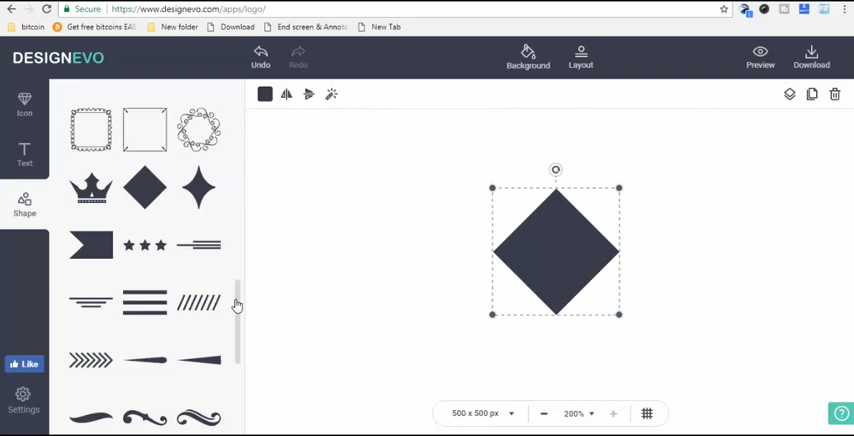 Secure
https://www.designevo.com/apps/logo/
bitcoin
Get free bitcoins EAS
New folder
Download
End screen & Annota
New Tab
DESIGNEVO
Undo
Redo
Background
Layout
Preview
Download
Icon
Text
Shape
Like
Settings
500 x 500 px
200%